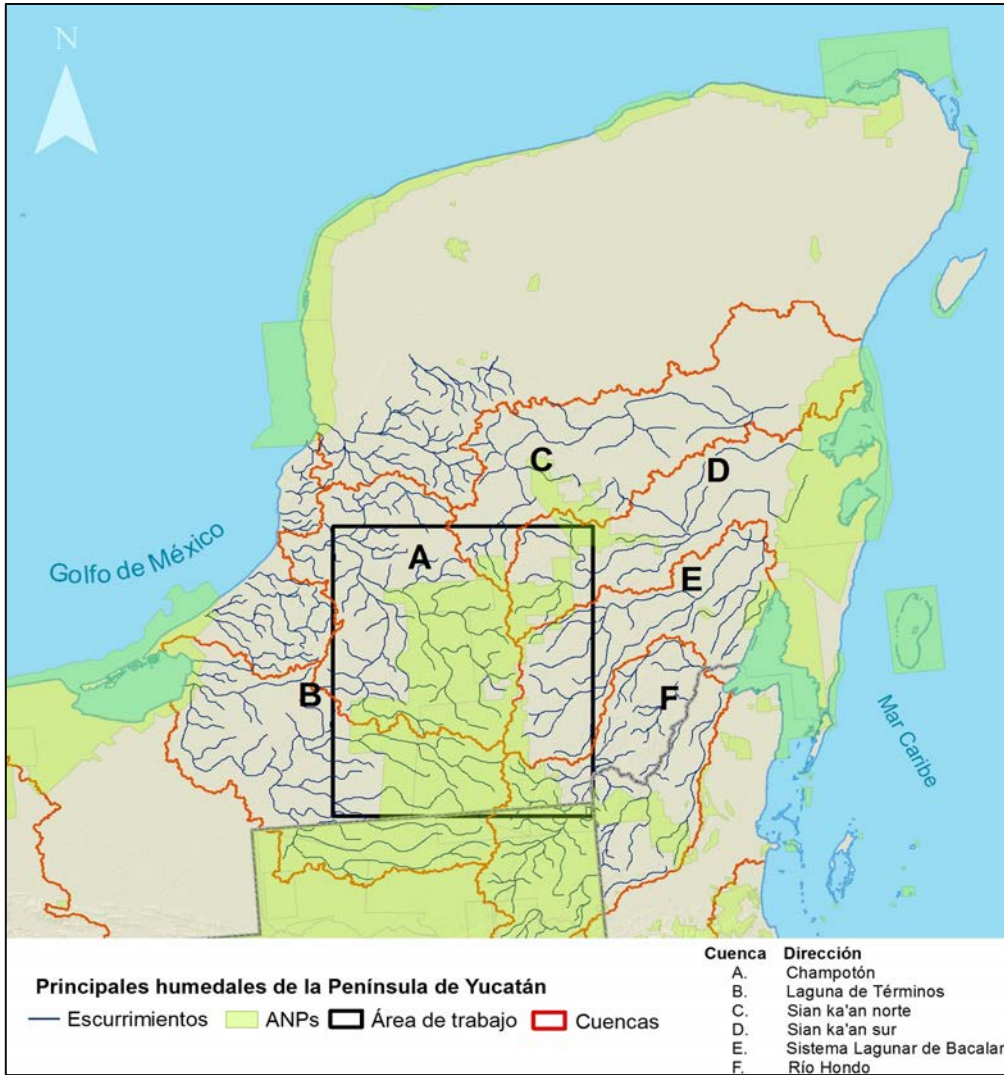 N
C
D
A
Golfo de México
E
B
F
Mar Caribe
Principales humedales de la Península de Yucatán
Escurrimientos ANPs Área de trabajo Cuencas
Cuenca Dirección
A. Champotón
B. Laguna de Términos
C. Sian ka'an norte
D. Sian ka'an sur
E. Sistema Lagunar de Bacalar
F. Río Hondo